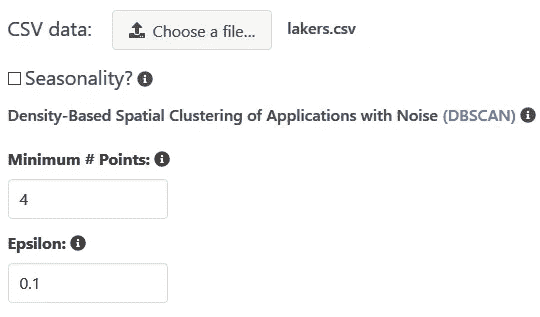 CSV data: Choose a file... lakers.csv
Seasonality?
Density-Based Spatial Clustering of Applications with Noise (DBSCAN)
Minimum # Points:
4
Epsilon:
0.1